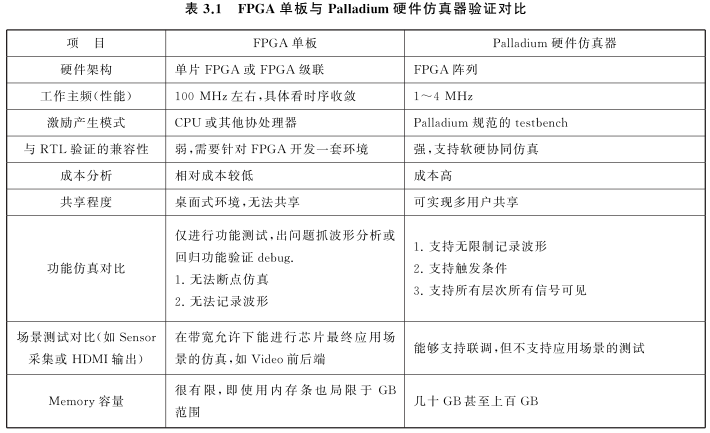 表 3.1 FPGA 单板与 Palladium 硬件仿真器验证对比
项 目 FPGA 单板 Palladium 硬件仿真器
硬件架构 单片 FPGA 或 FPGA 级联 FPGA 阵列
工作主频(性能) 100 MHz 左右,具体看时序收敛 1～4 MHz
激励产生模式 CPU 或其他协处理器 Palladium 规范的 testbench
与 RTL 验证的兼容性 弱,需要针对 FPGA 开发一套环境 强,支持软硬协同仿真
成本分析 相对成本较低 成本高
共享程度 桌面式环境,无法共享 可实现多用户共享
功能仿真对比
仅进行功能测试,出问题抓波形分析或
回归功能验证 debug.
1. 无法断点仿真
2. 无法记录波形
1. 支持无限制记录波形
2. 支持触发条件
3. 支持所有层次所有信号可见
场景测试对比(如 Sensor
采集或 HDMI 输出)
在带宽允许下能进行芯片最终应用场
景的仿真,如 Video 前后端
能够支持联调,但不支持应用场景的测试
Memory 容量
很有限,即使用内存条也局限于 GB
范围
几十 GB 甚至上百 GB